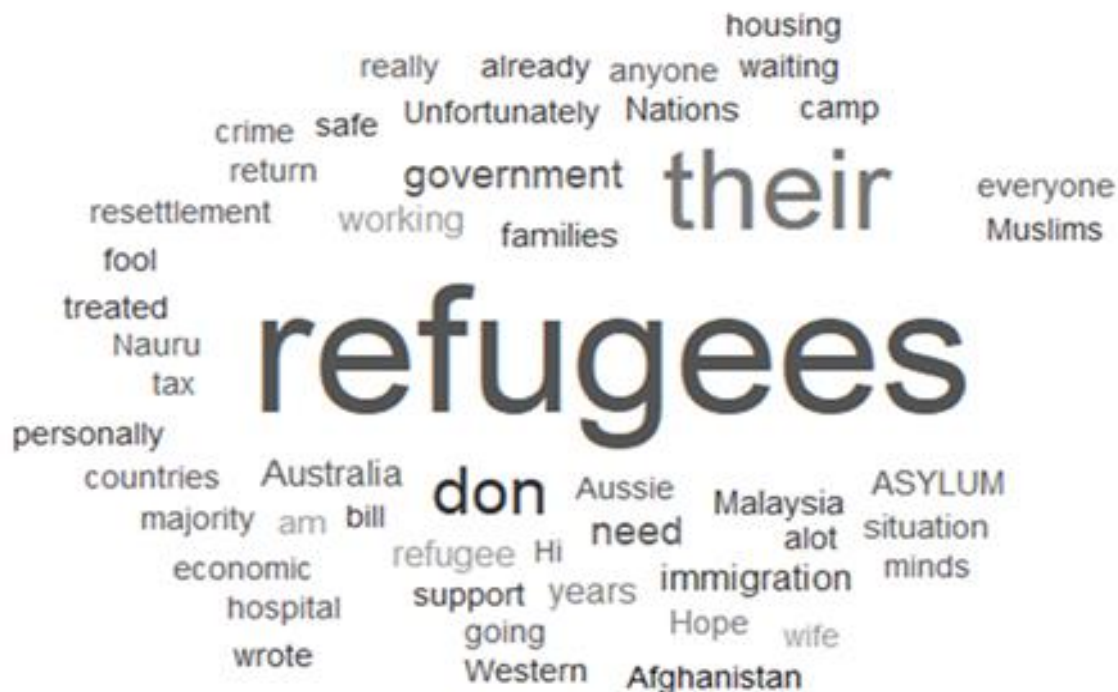 housing
really already anyone waiting
Unfortunately Nations camp
crime safe
return government their everyone
resettlement working families Muslims
fool
treated refugees
Nauru
tax
personally
countries Australia don Aussie Malaysia ASYLUM
majority am bill need alot situation
economic refugee Hi immigration minds
hospital support years
going Hope wife
wrote Western Afghanistan